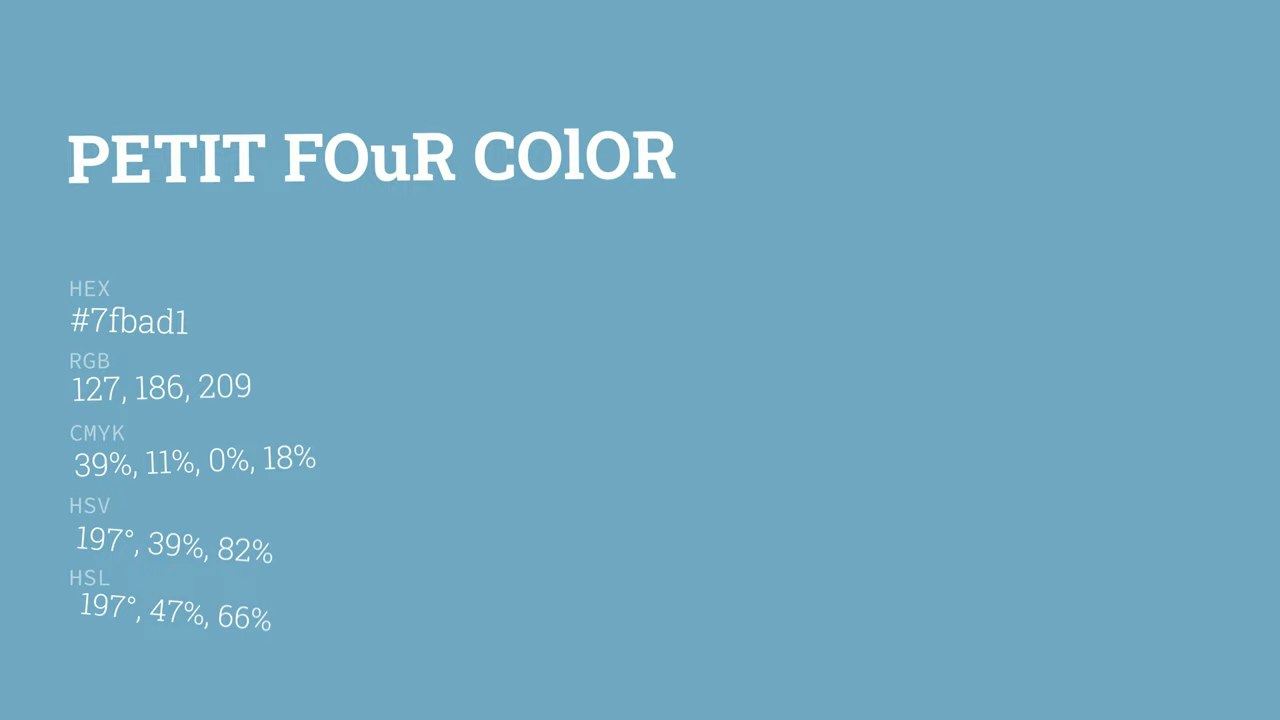 PETIT FOuR COlOR
HEX
#7fbad1
RGB
127, 186, 209
CMYK
39%, 11%, 0%, 18%
HSV
197°, 39%, 82%
HSL
197°, 47%, 66%